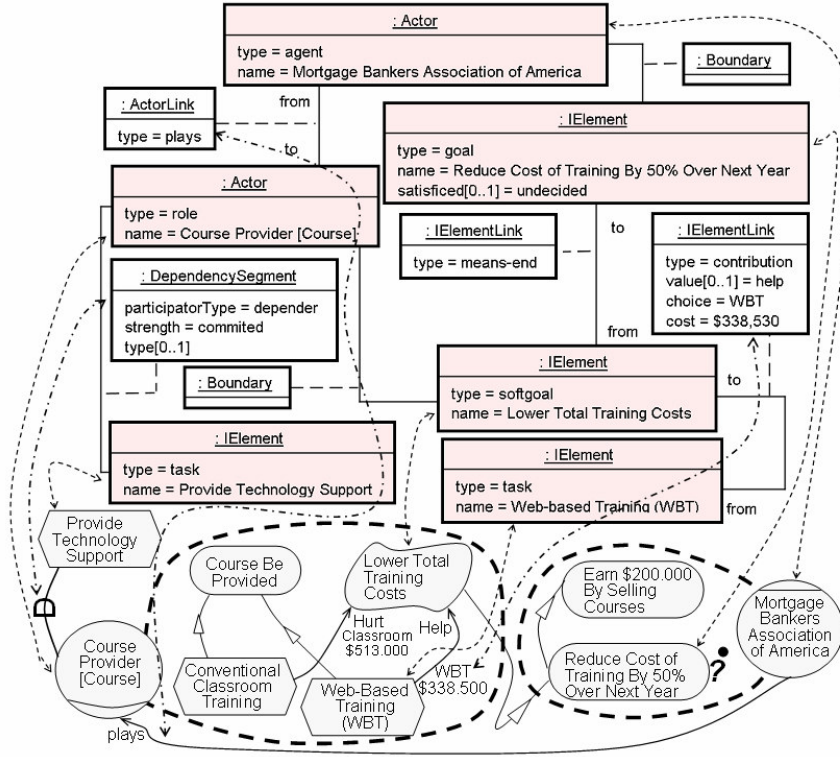 : Actor
type = agent
name = Mortgage Bankers Association of America
: Boundary
: ActorLink
type = plays
from
to
: IElement
type = goal
name = Reduce Cost of Training By 50% Over Next Year
satisficed[0..1] = undecided
: Actor
type = role
name = Course Provider [Course]
: IElementLink
type = means-end
to
from
: IElementLink
type = contribution
value[0..1] = help
choice = WBT
cost = $338,530
: DependencySegment
participatorType = depender
strength = commited
type[0..1]
: Boundary
: IElement
type = softgoal
name = Lower Total Training Costs
to
: IElement
type = task
name = Provide Technology Support
: IElement
type = task
name = Web-based Training (WBT)
from
Provide
Technology
Support
D
Course
Provider
[Course]
plays
Course Be
Provided
Lower Total
Training
Costs
Hurt
Classroom
$513.000
Help
Conventional
Classroom
Training
Web-Based
Training
(WBT)
WBT
$338.500
Earn $200.000
By Selling
Courses
Reduce Cost of
Training By 50%
Over Next Year
?
Mortgage
Bankers
Association
of America